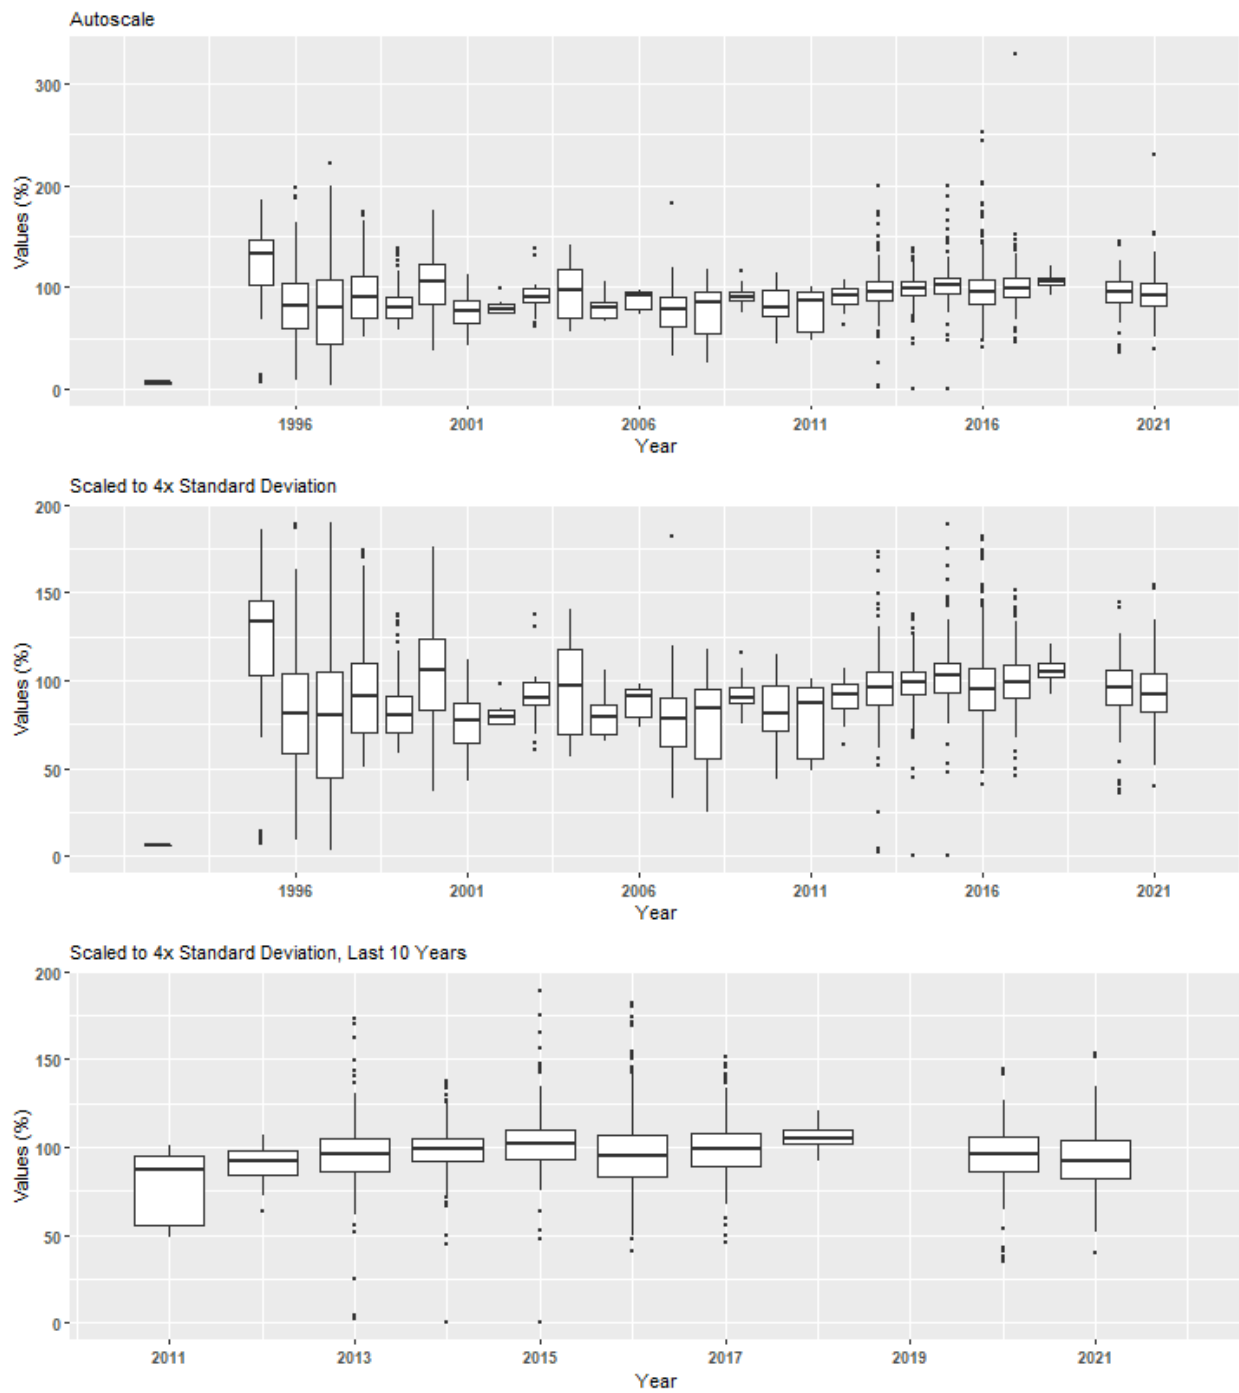 Autoscale
300
200
100
0
Values (%)
1996 2001 2006 2011 2016 2021
Year
Scaled to 4x Standard Deviation
200
150
100
50
0
Values (%)
1996 2001 2006 2011 2016 2021
Year
Scaled to 4x Standard Deviation, Last 10 Years
200
150
100
50
0
Values (%)
2011 2013 2015 2017 2019 2021
Year